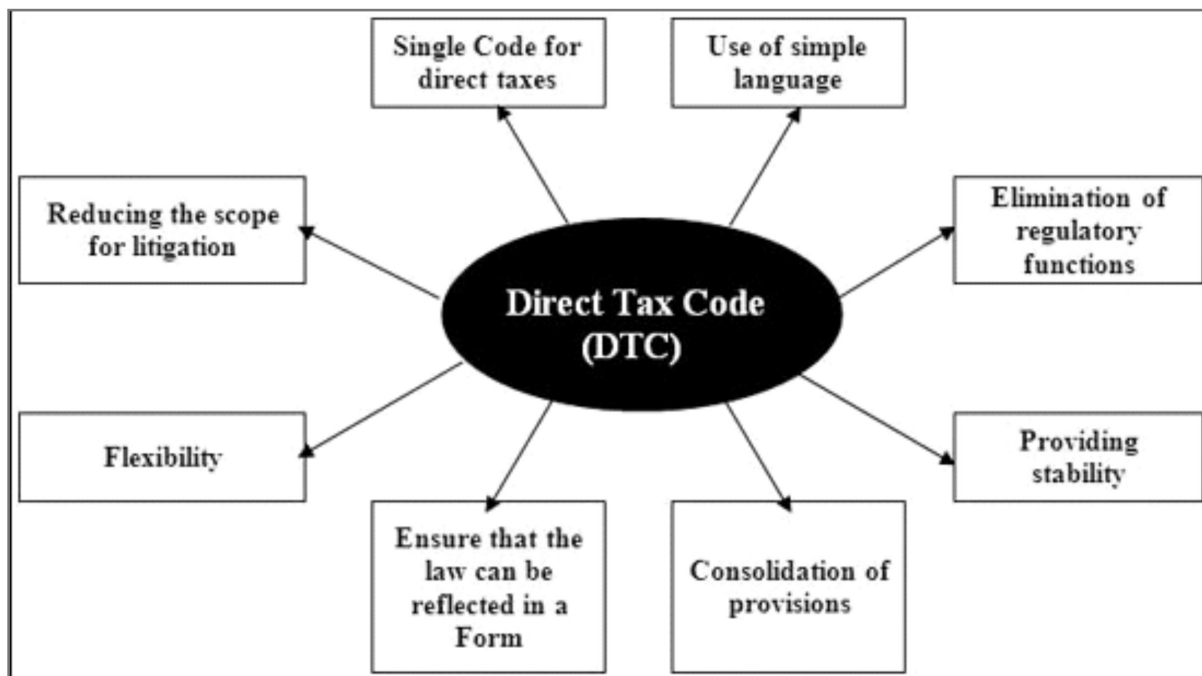 Single Code for
direct taxes
Use of simple
language
Reducing the scope
for litigation
Elimination of
regulatory
functions
Direct Tax Code
(DTC)
Flexibility
Providing
stability
Ensure that the
law can be
reflected in a
Form
Consolidation of
provisions